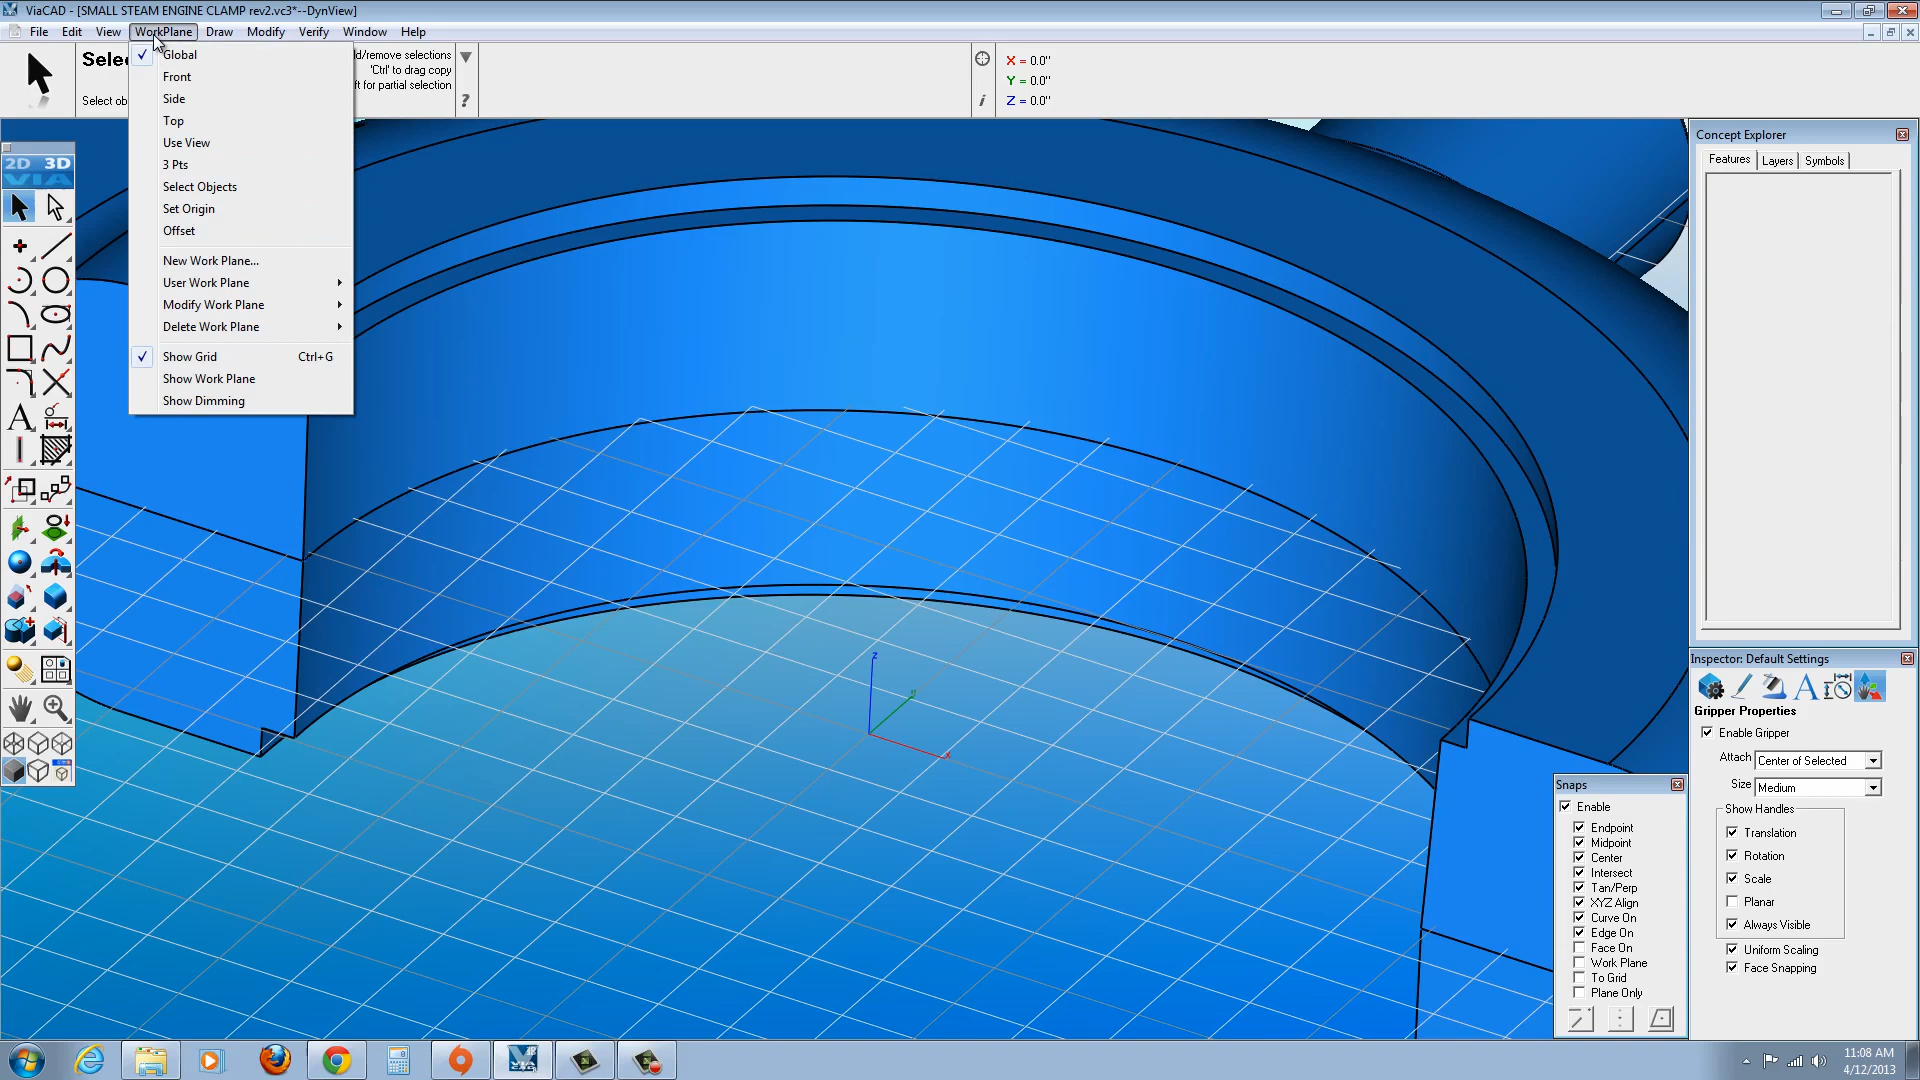 ViaCAD - [SMALL STEAM ENGINE CLAMP rev2.vc3*--DynView]
File Edit View WorkPlane Draw Modify Verify Window Help
Global
Front
Side
Top
Use View
3 Pts
Select Objects
Set Origin
Offset
New Work Plane...
User Work Plane
Modify Work Plane
Delete Work Plane
Show Grid Ctrl+G
Show Work Plane
Show Dimming
Selec
Select ob
dd/remove selections
'Ctrl' to drag copy
ft for partial selection
?
i
X = 0.0"
Y = 0.0"
Z = 0.0"
2D 3D
VIA
A
z
y
x
Concept Explorer
Features Layers Symbols
Inspector: Default Settings
A
Gripper Properties
Enable Gripper
Attach Center of Selected
Size Medium
Show Handles
Translation
Rotation
Scale
Planar
Always Visible
Uniform Scaling
Face Snapping
Snaps
Enable
Endpoint
Midpoint
Center
Intersect
Tan/Perp
XYZ Align
Curve On
Edge On
Face On
Work Plane
To Grid
Plane Only
11:08 AM
4/12/2013